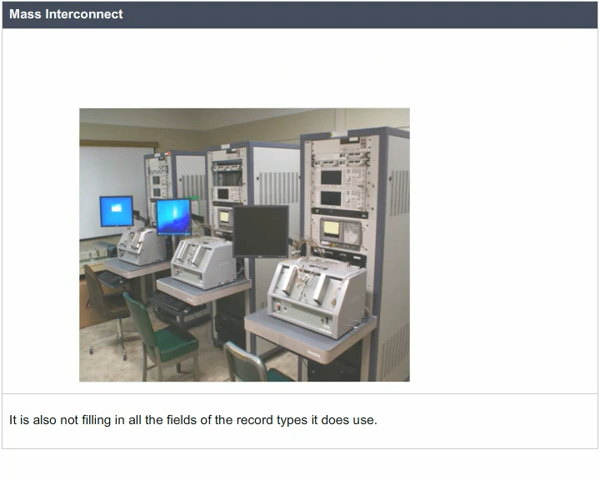 Mass Interconnect
It is also not filling in all the fields of the record types it does use.